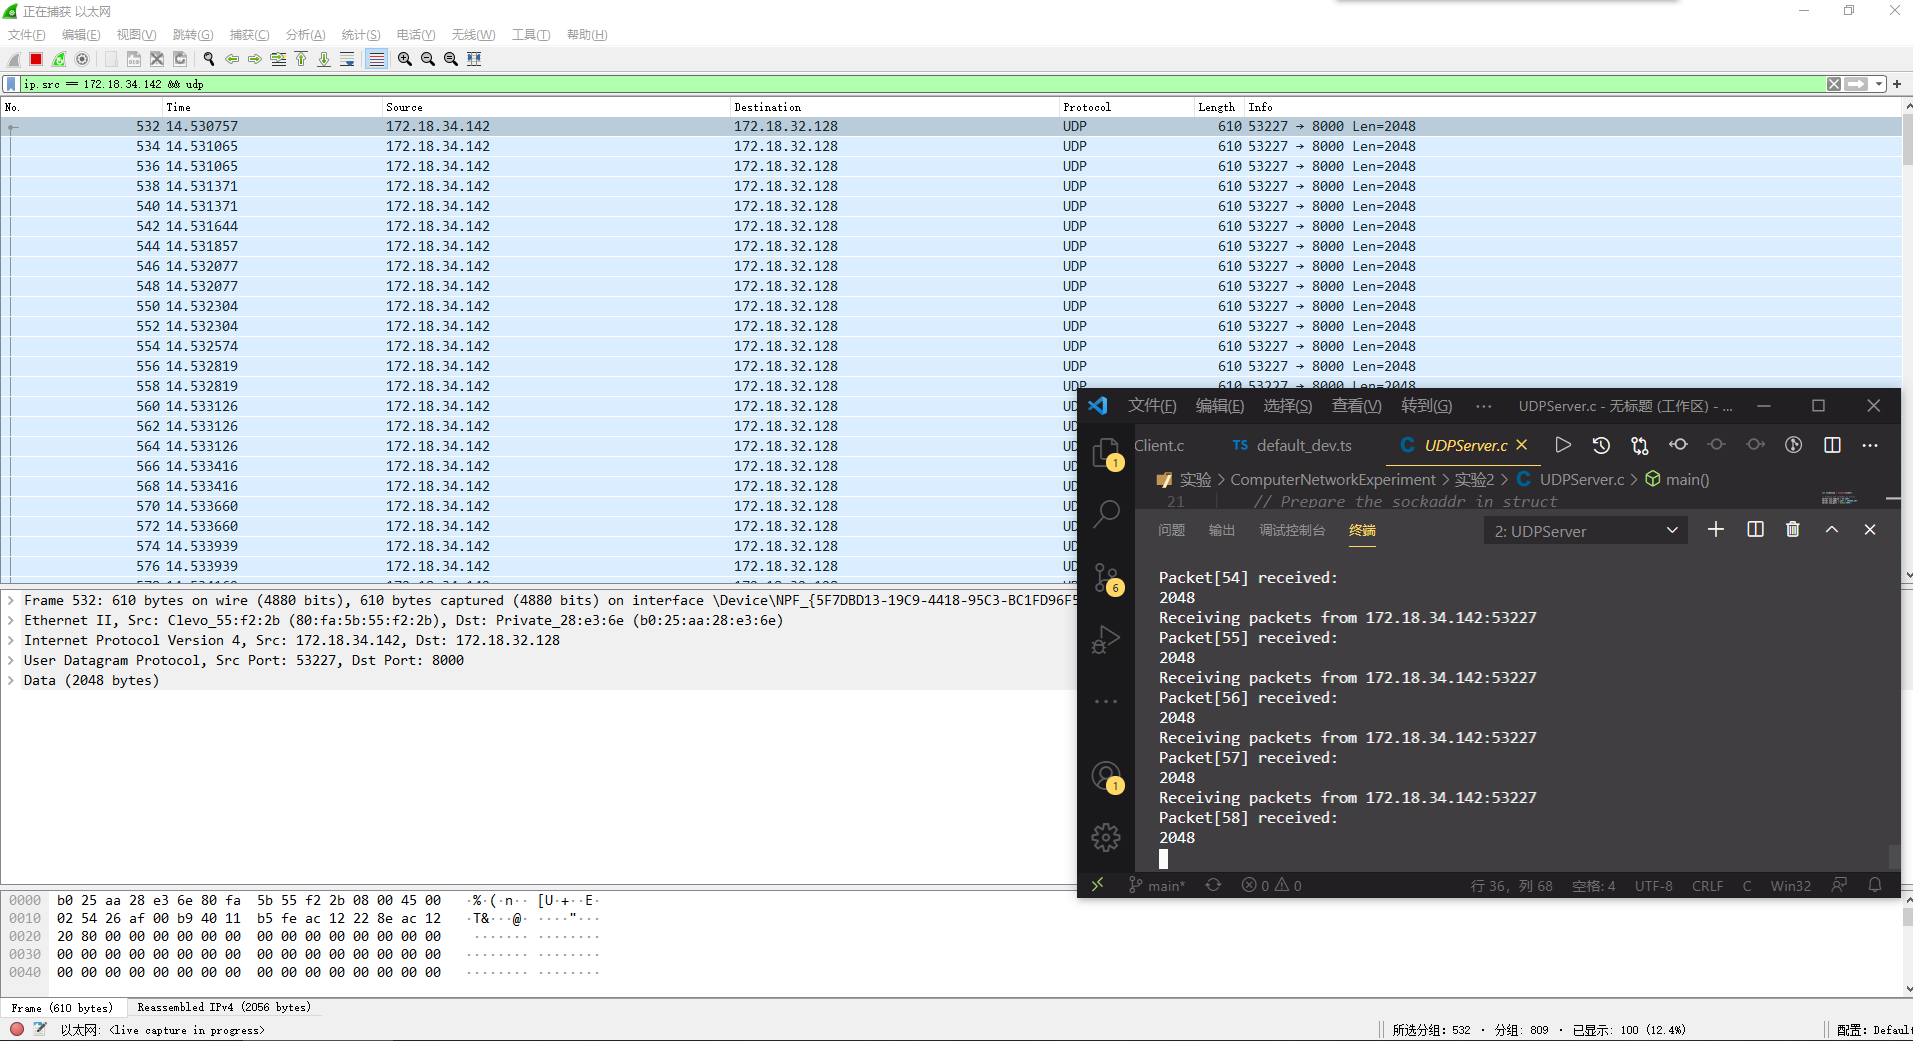 正在捕获 以太网
文件(F) 编辑(E) 视图(V) 跳转(G) 捕获(C) 分析(A) 统计(S) 电话(Y) 无线(W) 工具(T) 帮助(H)
ip.src == 172.18.34.142 && udp
No. Time Source Destination Protocol Length Info
532 14.530757 172.18.34.142 172.18.32.128 UDP 610 53227 → 8000 Len=2048
534 14.531065 172.18.34.142 172.18.32.128 UDP 610 53227 → 8000 Len=2048
536 14.531065 172.18.34.142 172.18.32.128 UDP 610 53227 → 8000 Len=2048
538 14.531371 172.18.34.142 172.18.32.128 UDP 610 53227 → 8000 Len=2048
540 14.531371 172.18.34.142 172.18.32.128 UDP 610 53227 → 8000 Len=2048
542 14.531644 172.18.34.142 172.18.32.128 UDP 610 53227 → 8000 Len=2048
544 14.531857 172.18.34.142 172.18.32.128 UDP 610 53227 → 8000 Len=2048
546 14.532077 172.18.34.142 172.18.32.128 UDP 610 53227 → 8000 Len=2048
548 14.532077 172.18.34.142 172.18.32.128 UDP 610 53227 → 8000 Len=2048
550 14.532304 172.18.34.142 172.18.32.128 UDP 610 53227 → 8000 Len=2048
552 14.532304 172.18.34.142 172.18.32.128 UDP 610 53227 → 8000 Len=2048
554 14.532574 172.18.34.142 172.18.32.128 UDP 610 53227 → 8000 Len=2048
556 14.532819 172.18.34.142 172.18.32.128 UDP 610 53227 → 8000 Len=2048
558 14.532819 172.18.34.142 172.18.32.128 UDP 610 53227 → 8000 Len=2048
560 14.533126 172.18.34.142 172.18.32.128 U
562 14.533126 172.18.34.142 172.18.32.128 U
564 14.533126 172.18.34.142 172.18.32.128 U
566 14.533416 172.18.34.142 172.18.32.128 U
568 14.533416 172.18.34.142 172.18.32.128 U
570 14.533660 172.18.34.142 172.18.32.128 U
572 14.533660 172.18.34.142 172.18.32.128 U
574 14.533939 172.18.34.142 172.18.32.128 U
576 14.533939 172.18.34.142 172.18.32.128 U
Frame 532: 610 bytes on wire (4880 bits), 610 bytes captured (4880 bits) on interface \Device\NPF_{5F7DBD13-19C9-4418-95C3-BC1FD96F5
Ethernet II, Src: Clevo_55:f2:2b (80:fa:5b:55:f2:2b), Dst: Private_28:e3:6e (b0:25:aa:28:e3:6e)
Internet Protocol Version 4, Src: 172.18.34.142, Dst: 172.18.32.128
User Datagram Protocol, Src Port: 53227, Dst Port: 8000
Data (2048 bytes)
文件(F) 编辑(E) 选择(S) 查看(V) 转到(G) ··· UDPServer.c - 无标题 (工作区) - ...
Client.c TS default_dev.ts C UDPServer.c
实验 > ComputerNetworkExperiment > 实验2 > C UDPServer.c > main()
21 // Prepare the sockaddr in struct
问题 输出 调试控制台 终端 2: UDPServer
1
6
1
Packet[54] received:
2048
Receiving packets from 172.18.34.142:53227
Packet[55] received:
2048
Receiving packets from 172.18.34.142:53227
Packet[56] received:
2048
Receiving packets from 172.18.34.142:53227
Packet[57] received:
2048
Receiving packets from 172.18.34.142:53227
Packet[58] received:
2048
main* 0 0 行 36，列 68 空格: 4 UTF-8 CRLF C Win32
0000 b0 25 aa 28 e3 6e 80 fa 5b 55 f2 2b 08 00 45 00 ·%·(·n·· [U·+··E·
0010 02 54 26 af 00 b9 40 11 b5 fe ac 12 22 8e ac 12 ·T&···@· ····"···
0020 20 80 00 00 00 00 00 00 00 00 00 00 00 00 00 00 ······· ········
0030 00 00 00 00 00 00 00 00 00 00 00 00 00 00 00 00 ········ ········
0040 00 00 00 00 00 00 00 00 00 00 00 00 00 00 00 00 ········ ········
Frame (610 bytes) Reassembled IPv4 (2056 bytes)
以太网: <live capture in progress>
所选分组: 532 · 分组: 809 · 已显示: 100 (12.4%)
配置: Default